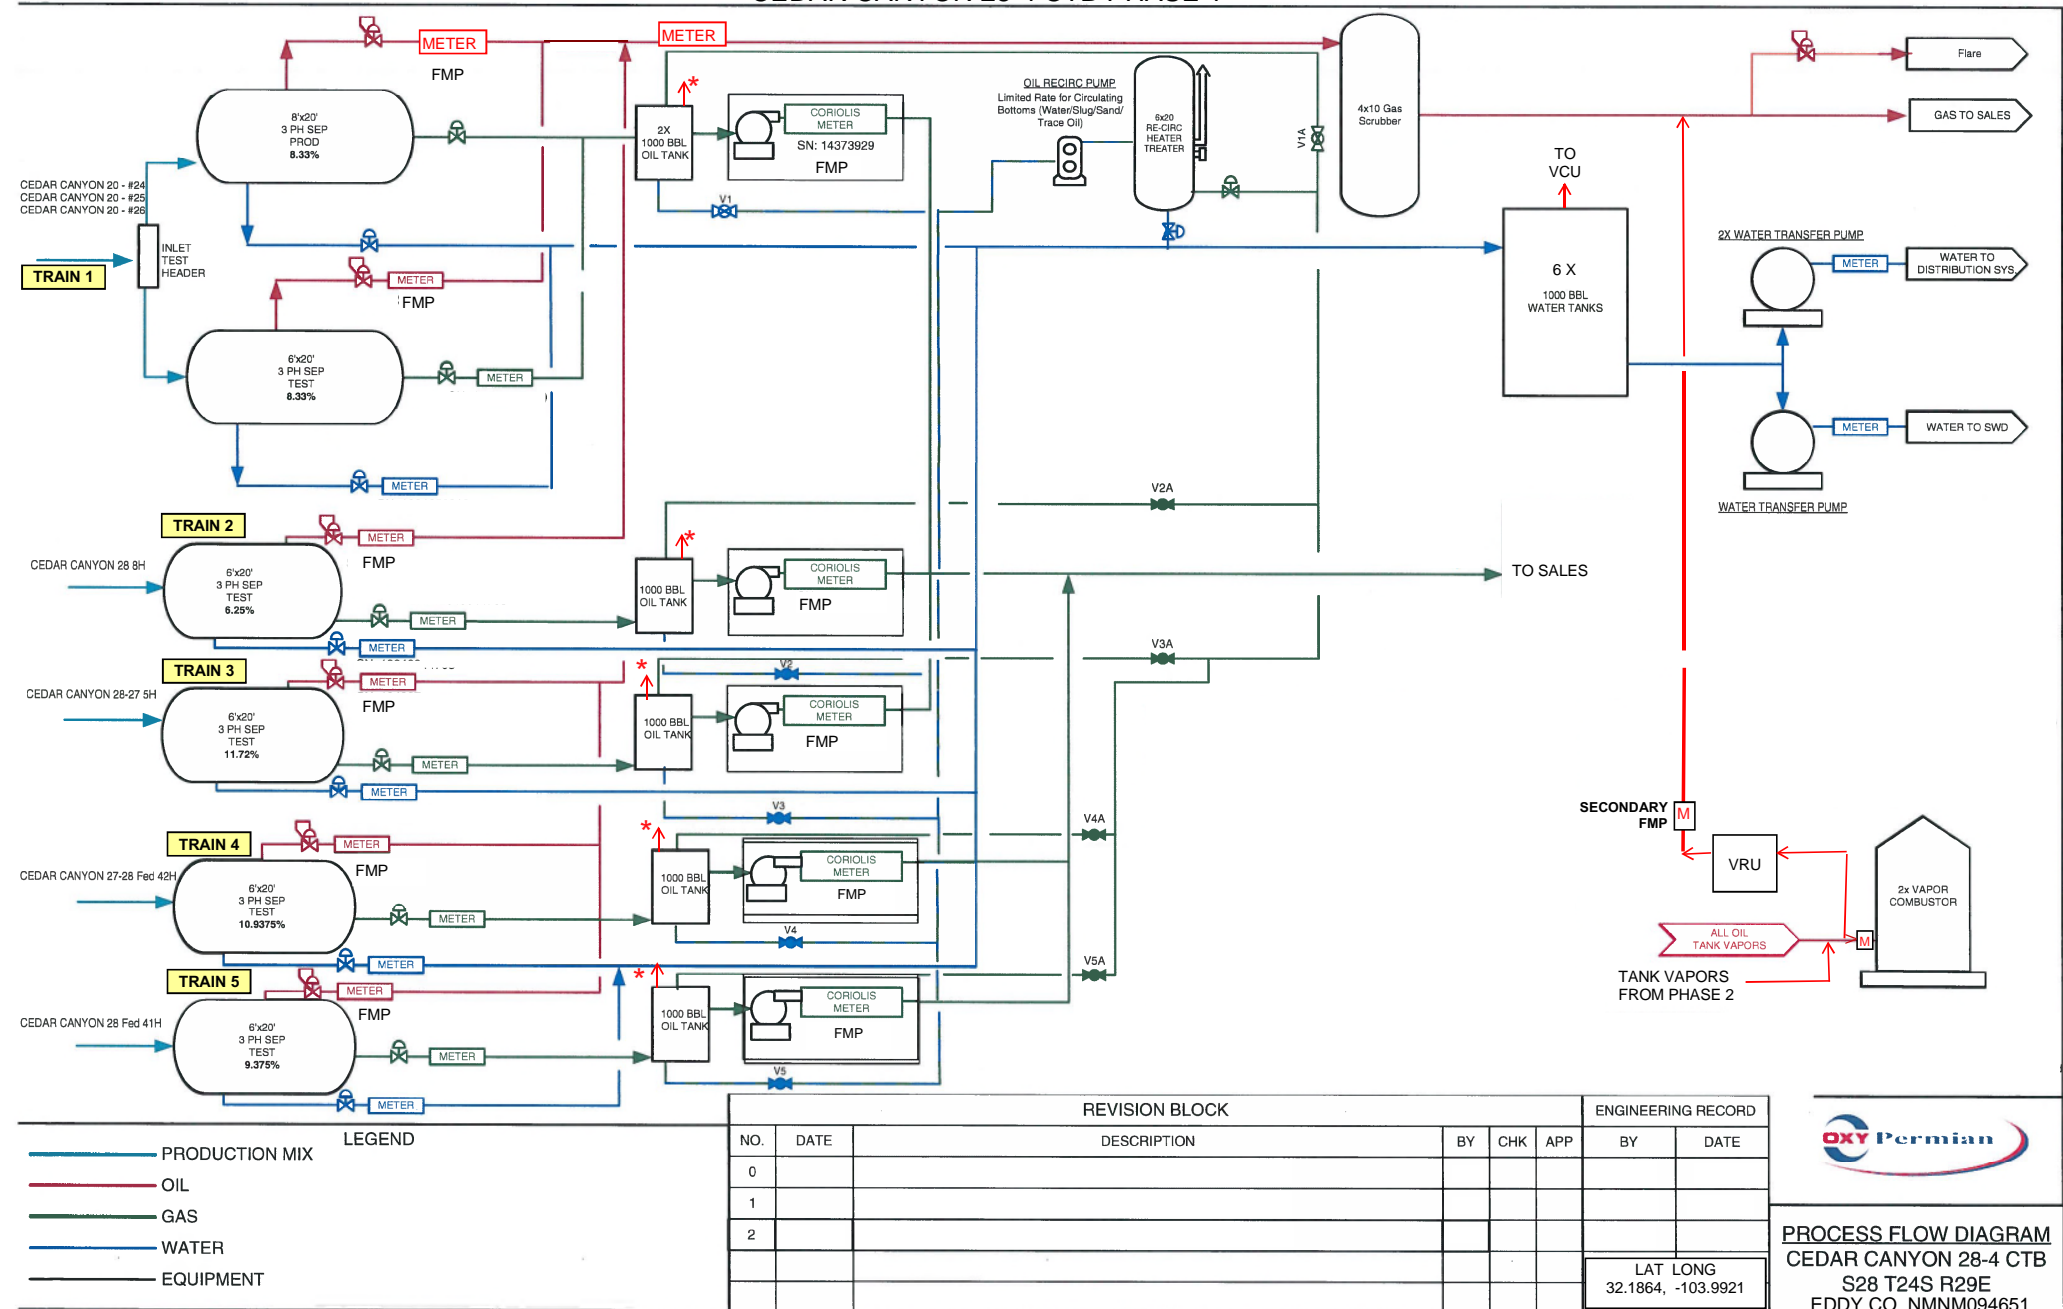 METER
FMP
METER
8'x20'
3 PH SEP
PROD
8.33%
CEDAR CANYON 20 - #24
CEDAR CANYON 20 - #25
CEDAR CANYON 20 - #26
INLET
TEST
HEADER
TRAIN 1
METER
FMP
6'x20'
3 PH SEP
TEST
8.33%
METER
METER
*
2X
1000 BBL
OIL TANK
CORIOLIS
METER
SN: 14373929
FMP
V1
OIL RECIRC PUMP
Limited Rate for Circulating
Bottoms (Water/Slug/Sand/
Trace Oil)
6x20
RE-CIRC
HEATER
TREATER
V1A
4x10 Gas
Scrubber
Flare
GAS TO SALES
TO
VCU
6 X
1000 BBL
WATER TANKS
2X WATER TRANSFER PUMP
METER
WATER TO
DISTRIBUTION SYS.
METER
WATER TO SWD
WATER TRANSFER PUMP
TRAIN 2
METER
FMP
CEDAR CANYON 28 8H
6'x20'
3 PH SEP
TEST
6.25%
METER
METER
*
1000 BBL
OIL TANK
CORIOLIS
METER
FMP
V2A
TO SALES
V2
TRAIN 3
METER
FMP
CEDAR CANYON 28-27 5H
6'x20'
3 PH SEP
TEST
11.72%
METER
METER
*
1000 BBL
OIL TANK
CORIOLIS
METER
FMP
V3A
V3
TRAIN 4
METER
FMP
CEDAR CANYON 27-28 Fed 42H
6'x20'
3 PH SEP
TEST
10.9375%
METER
METER
*
1000 BBL
OIL TANK
CORIOLIS
METER
FMP
V4A
V4
TRAIN 5
METER
FMP
CEDAR CANYON 28 Fed 41H
6'x20'
3 PH SEP
TEST
9.375%
METER
METER
*
1000 BBL
OIL TANK
CORIOLIS
METER
FMP
V5A
V5
SECONDARY
FMP
M
VRU
2x VAPOR
COMBUSTOR
ALL OIL
TANK VAPORS
M
TANK VAPORS
FROM PHASE 2
LEGEND
PRODUCTION MIX
OIL
GAS
WATER
EQUIPMENT
REVISION BLOCK
ENGINEERING RECORD
NO. DATE DESCRIPTION BY CHK APP BY DATE
0
1
2
LAT LONG
32.1864, -103.9921
OXY Permian
PROCESS FLOW DIAGRAM
CEDAR CANYON 28-4 CTB
S28 T24S R29E
EDDY CO. NMNM094651